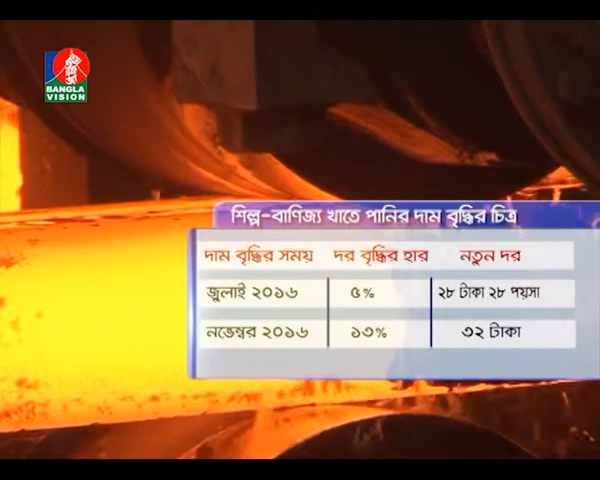 BANGLA
VISION
শিল্প-বাণিজ্য খাতে পানির দাম বৃদ্ধির চিত্র
দাম বৃদ্ধির সময় দর বৃদ্ধির হার নতুন দর
জুলাই ২০১৬ ৫% ২৮ টাকা ২৮ পয়সা
নভেম্বর ২০১৬ ১৩% ৩২ টাকা